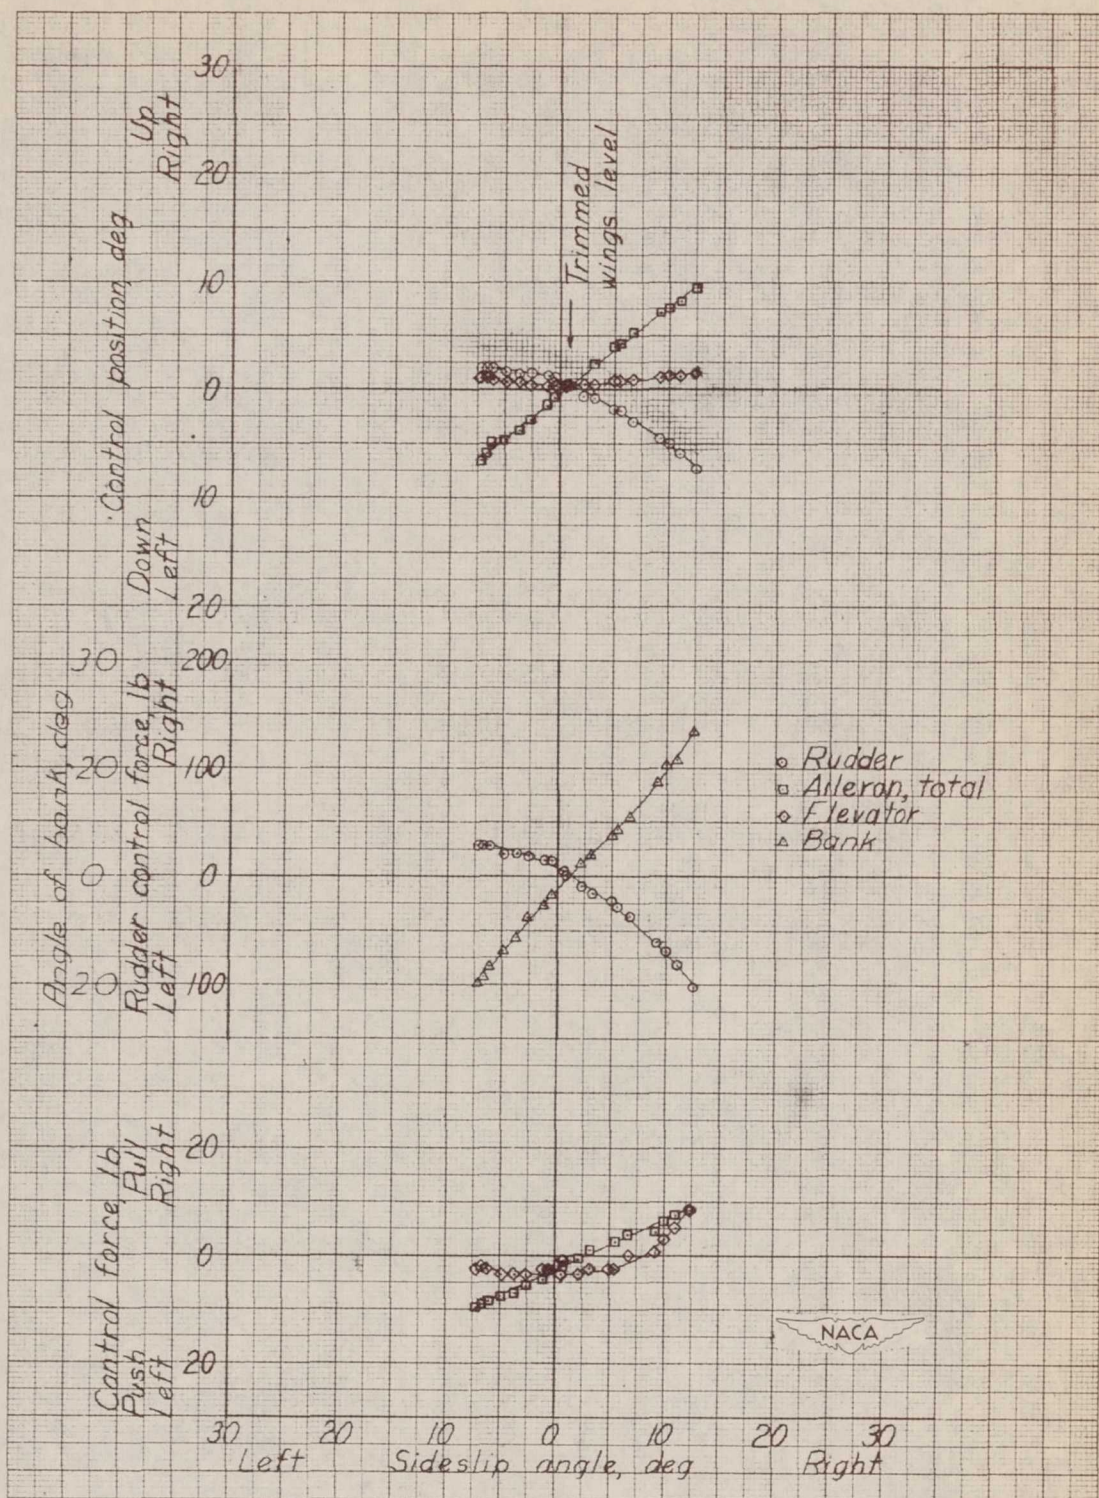 30
Up
Right
20
Control position, deg
10
0
10
Down
Left
20
Trimmed
wings level
Angle of bank, deg
30
20
0
20
Rudder control force, lb
Right
Left
200
100
0
100
Rudder
Aileron, total
Elevator
Bank
Control force, lb
Pull
Right
Push
Left
20
0
20
NACA
30 20 10 0 10 20 30
Left Sideslip angle, deg Right